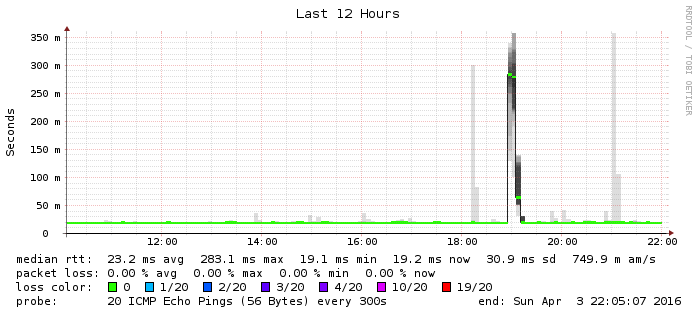 Last 12 Hours
RRDTOOL / TOBI OETIKER
Seconds
350 m
300 m
250 m
200 m
150 m
100 m
50 m
0
12:00 14:00 16:00 18:00 20:00 22:00
median rtt: 23.2 ms avg 283.1 ms max 19.1 ms min 19.2 ms now 30.9 ms sd 749.9 m am/s
packet loss: 0.00 % avg 0.00 % max 0.00 % min 0.00 % now
loss color: 0 1/20 2/20 3/20 4/20 10/20 19/20
probe: 20 ICMP Echo Pings (56 Bytes) every 300s end: Sun Apr 3 22:05:07 2016